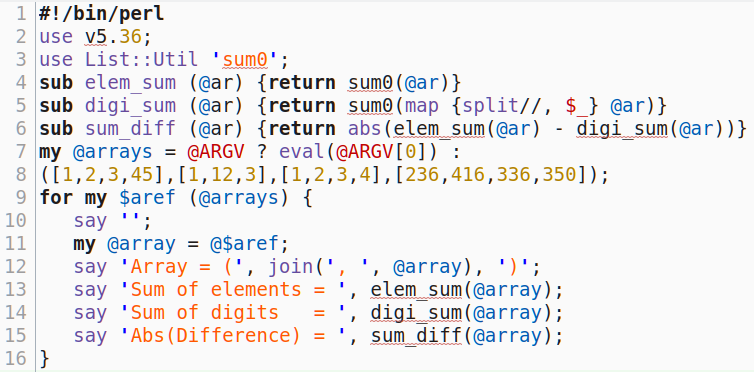 1 #!/bin/perl
2 use v5.36;
3 use List::Util 'sum0';
4 sub elem_sum (@ar) {return sum0(@ar)}
5 sub digi_sum (@ar) {return sum0(map {split//, $_} @ar)}
6 sub sum_diff (@ar) {return abs(elem_sum(@ar) - digi_sum(@ar))}
7 my @arrays = @ARGV ? eval(@ARGV[0]) :
8 ([1,2,3,45],[1,12,3],[1,2,3,4],[236,416,336,350]);
9 for my $aref (@arrays) {
10    say '';
11    my @array = @$aref;
12    say 'Array = (', join(', ', @array), ')';
13    say 'Sum of elements = ', elem_sum(@array);
14    say 'Sum of digits   = ', digi_sum(@array);
15    say 'Abs(Difference) = ', sum_diff(@array);
16 }